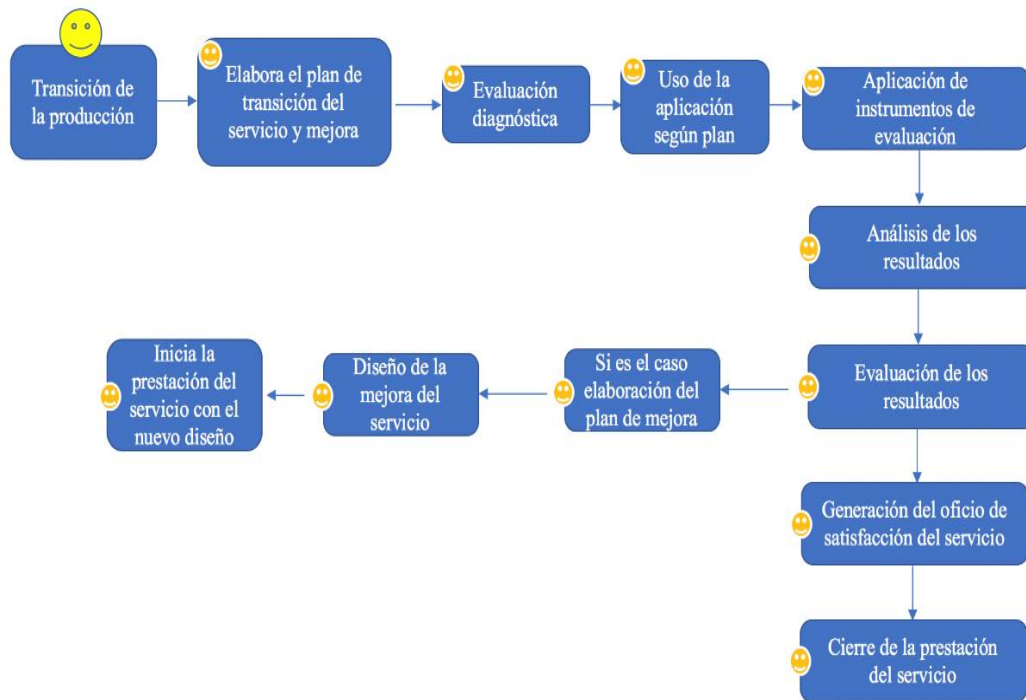 Transición de
la producción
Elabora el plan de
transición del
servicio y mejora
Evaluación
diagnóstica
Uso de la
aplicación
según plan
Aplicación de
instrumentos de
evaluación
Análisis de los
resultados
Evaluación de los
resultados
Si es el caso
elaboración del
plan de mejora
Diseño de la
mejora del
servicio
Inicia la
prestación del
servicio con el
nuevo diseño
Generación del oficio de
satisfacción del servicio
Cierre de la prestación
del servicio